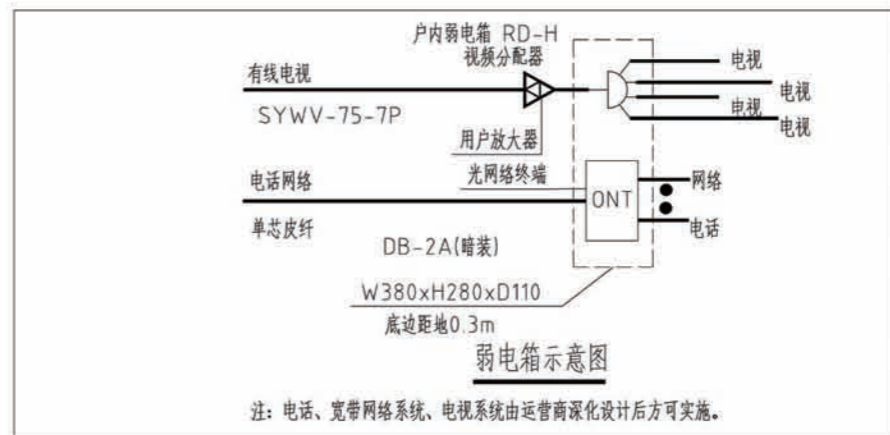 户内弱电箱 RD-H
视频分配器
有线电视
SYWV-75-7P
用户放大器
电视
电视
电视
电视
光网络终端
电话网络
单芯皮纤
ONT
网络
电话
DB-2A(暗装)
W380xH280xD110
底边距地0.3m
弱电箱示意图
注: 电话、宽带网络系统、电视系统由运营商深化设计后方可实施。